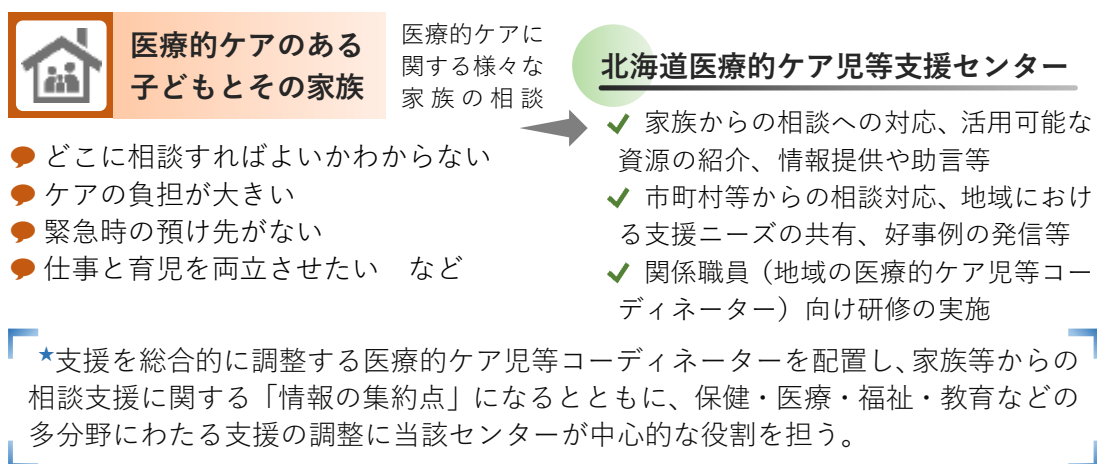 医療的ケアのある
子どもとその家族
医療的ケアに
関する様々な
家族の相談
どこに相談すればよいかわからない
ケアの負担が大きい
緊急時の預け先がない
仕事と育児を両立させたい　など
北海道医療的ケア児等支援センター
✓ 家族からの相談への対応、活用可能な
資源の紹介、情報提供や助言等
✓ 市町村等からの相談対応、地域におけ
る支援ニーズの共有、好事例の発信等
✓ 関係職員（地域の医療的ケア児等コー
ディネーター）向け研修の実施
★支援を総合的に調整する医療的ケア児等コーディネーターを配置し、家族等からの
相談支援に関する「情報の集約点」になるとともに、保健・医療・福祉・教育などの
多分野にわたる支援の調整に当該センターが中心的な役割を担う。